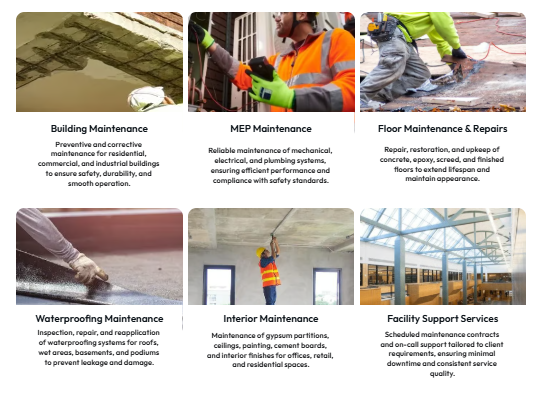 Building Maintenance
Preventive and corrective
maintenance for residential,
commercial, and industrial buildings
to ensure safety, durability, and
smooth operation.
MEP Maintenance
Reliable maintenance of mechanical,
electrical, and plumbing systems,
ensuring efficient performance and
compliance with safety standards.
Floor Maintenance & Repairs
Repair, restoration, and upkeep of
concrete, epoxy, screed, and finished
floors to extend lifespan and
maintain appearance.
Waterproofing Maintenance
Inspection, repair, and reapplication
of waterproofing systems for roofs,
wet areas, basements, and podiums
to prevent leakage and damage.
Interior Maintenance
Maintenance of gypsum partitions,
ceilings, painting, cement boards,
and interior finishes for offices, retail,
and residential spaces.
Facility Support Services
Scheduled maintenance contracts
and on-call support tailored to client
requirements, ensuring minimal
downtime and consistent service
quality.